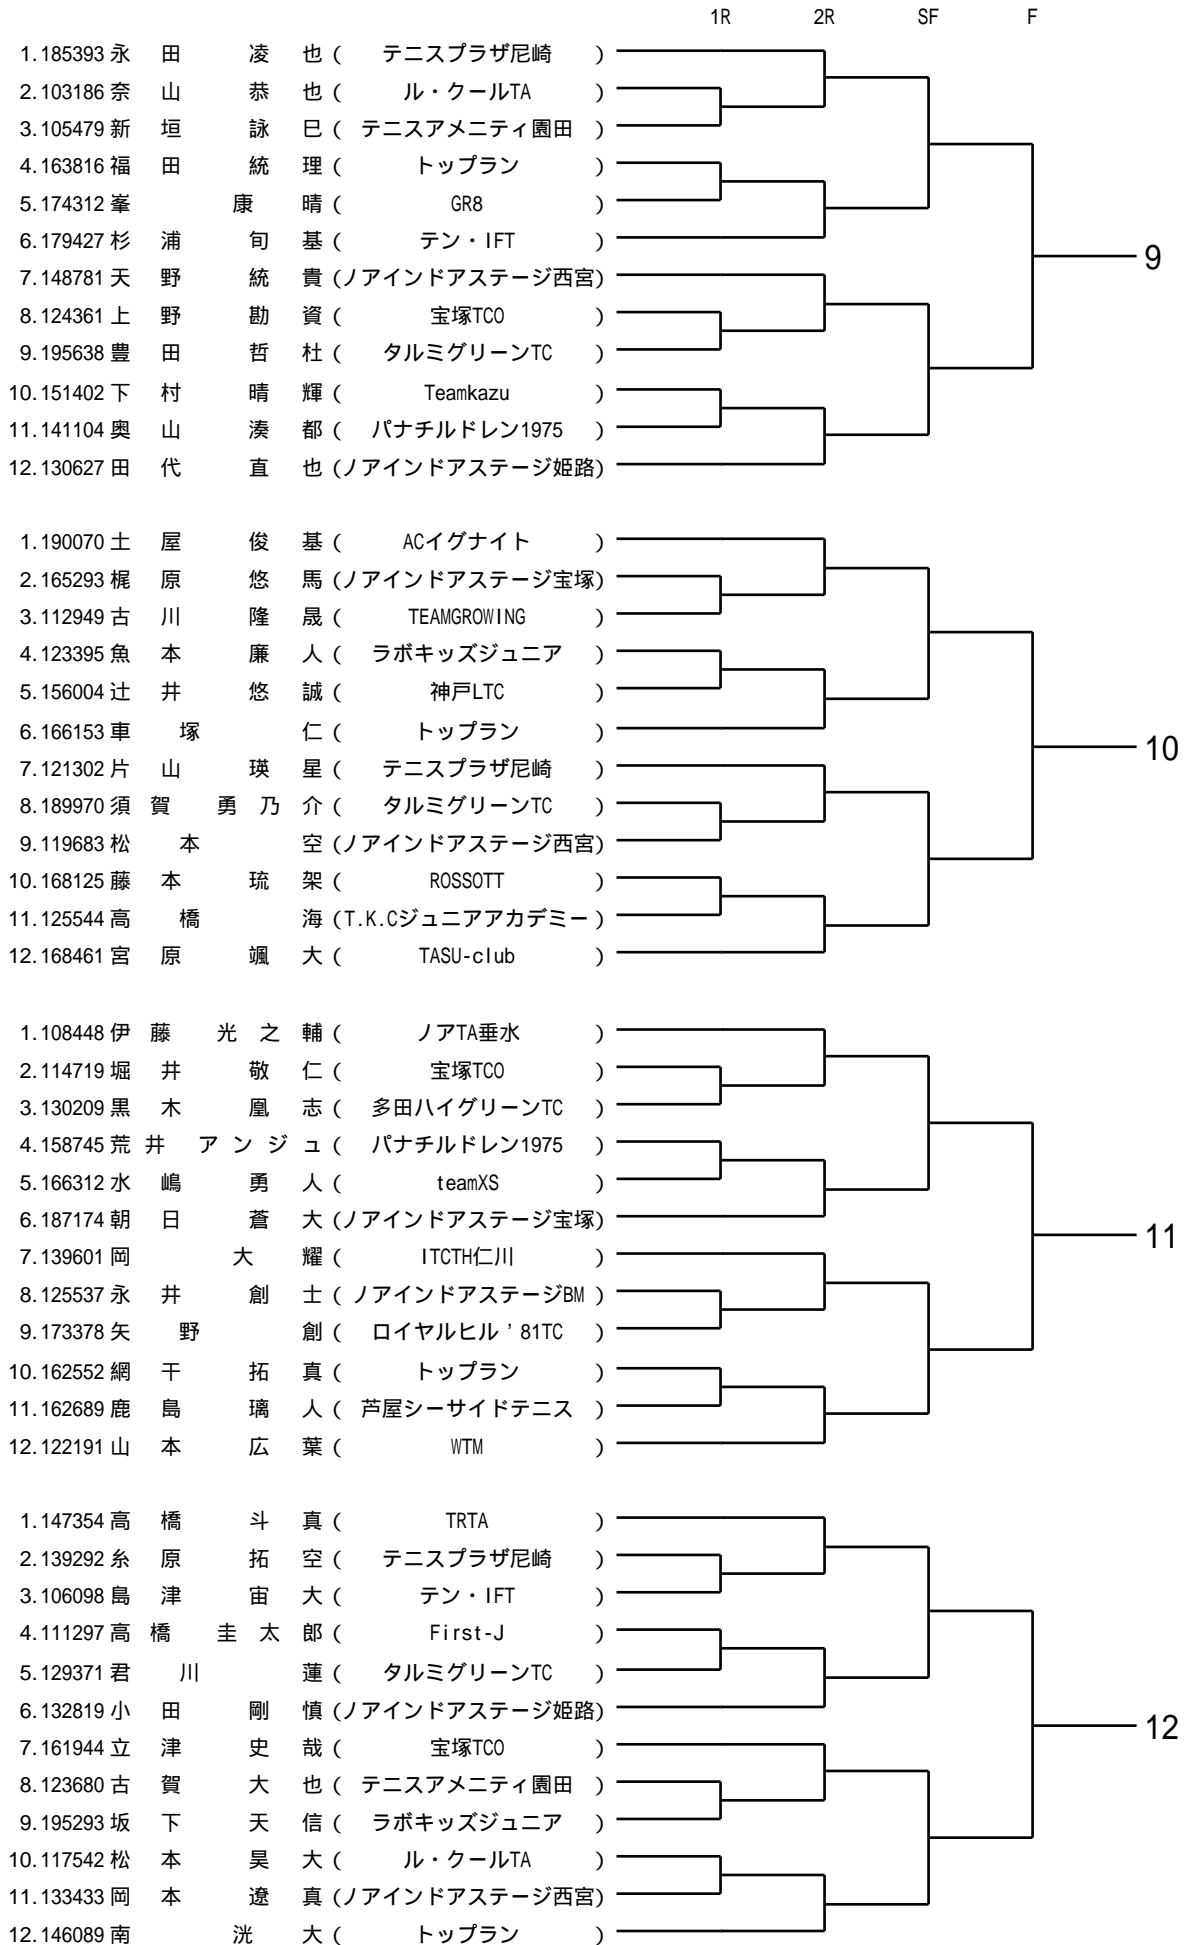 1R 2R SF F
1.185393 永田 凌也 ( テニスプラザ尼崎 )
2.103186 奈山 恭也 ( ル・クールTA )
3.105479 新垣 詠巳 ( テニスアメニティ園田 )
4.163816 福田 統理 ( トップラン )
5.174312 峯 康晴 ( GR8 )
6.179427 杉浦 旬基 ( テン・IFT )
7.148781 天野 統貴 (ノアインドアステージ西宮)
8.124361 上野 勘資 ( 宝塚TCO )
9.195638 豊田 哲杜 ( タルミグリーンTC )
10.151402 下村 晴輝 ( Teamkazu )
11.141104 奥山 湊都 ( パナチルドレン1975 )
12.130627 田代 直也 (ノアインドアステージ姫路)
9
1.190070 土屋 俊基 ( ACイグナイト )
2.165293 梶原 悠馬 (ノアインドアステージ宝塚)
3.112949 古川 隆晟 ( TEAMGROWING )
4.123395 魚本 廉人 ( ラボキッズジュニア )
5.156004 辻井 悠誠 ( 神戸LTC )
6.166153 車塚 仁 ( トップラン )
7.121302 片山 瑛星 ( テニスプラザ尼崎 )
8.189970 須賀 勇乃介 ( タルミグリーンTC )
9.119683 松本 空 (ノアインドアステージ西宮)
10.168125 藤本 琉架 ( ROSSOTT )
11.125544 高橋 海 (T.K.Cジュニアアカデミー )
12.168461 宮原 颯大 ( TASU-club )
10
1.108448 伊藤 光之輔 ( ノアTA垂水 )
2.114719 堀井 敬仁 ( 宝塚TCO )
3.130209 黒木 凰志 ( 多田ハイグリーンTC )
4.158745 荒井 アンジュ ( パナチルドレン1975 )
5.166312 水嶋 勇人 ( teamXS )
6.187174 朝日 蒼大 (ノアインドアステージ宝塚)
7.139601 岡 大耀 ( ITCTH仁川 )
8.125537 永井 創士 ( ノアインドアステージBM )
9.173378 矢野 創 ( ロイヤルヒル'81TC )
10.162552 網干 拓真 ( トップラン )
11.162689 鹿島 璃人 ( 芦屋シーサイドテニス )
12.122191 山本 広葉 ( WTM )
11
1.147354 高橋 斗真 ( TRTA )
2.139292 糸原 拓空 ( テニスプラザ尼崎 )
3.106098 島津 宙大 ( テン・IFT )
4.111297 高橋 圭太郎 ( First-J )
5.129371 君川 蓮 ( タルミグリーンTC )
6.132819 小田 剛慎 (ノアインドアステージ姫路)
7.161944 立津 史哉 ( 宝塚TCO )
8.123680 古賀 大也 ( テニスアメニティ園田 )
9.195293 坂下 天信 ( ラボキッズジュニア )
10.117542 松本 昊大 ( ル・クールTA )
11.133433 岡本 遼真 (ノアインドアステージ西宮)
12.146089 南 洸大 ( トップラン )
12